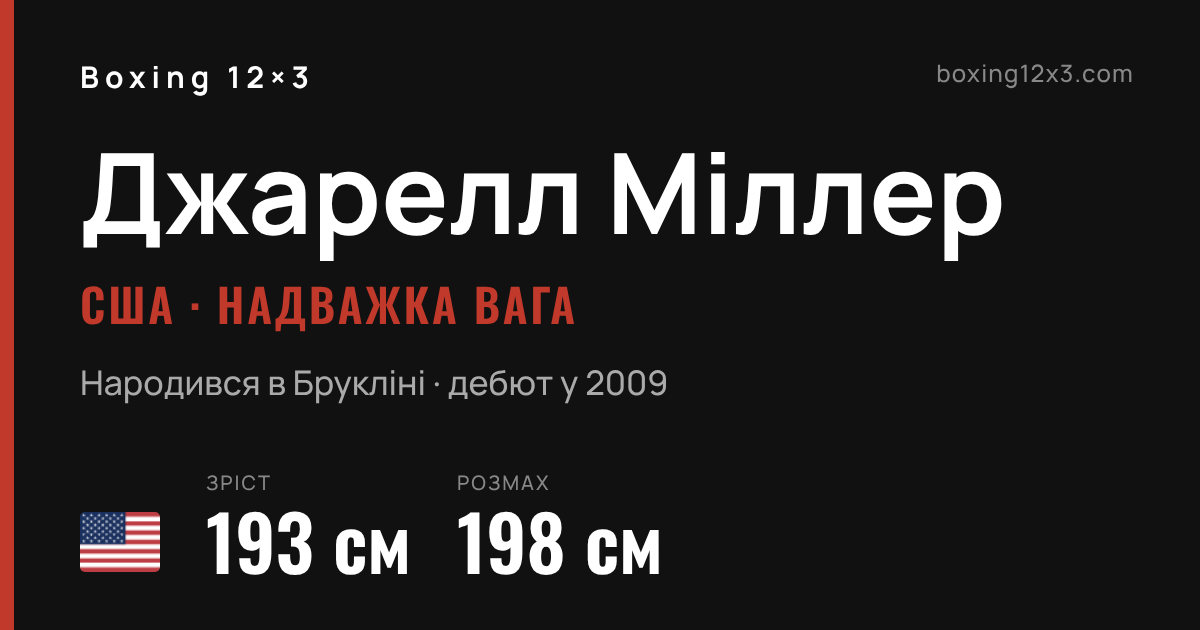 Boxing 12×3
boxing12x3.com
Джарелл Міллер
США · НАДВАЖКА ВАГА
Народився в Брукліні · дебют у 2009
ЗРІСТ
РОЗМАХ
193 см
198 см